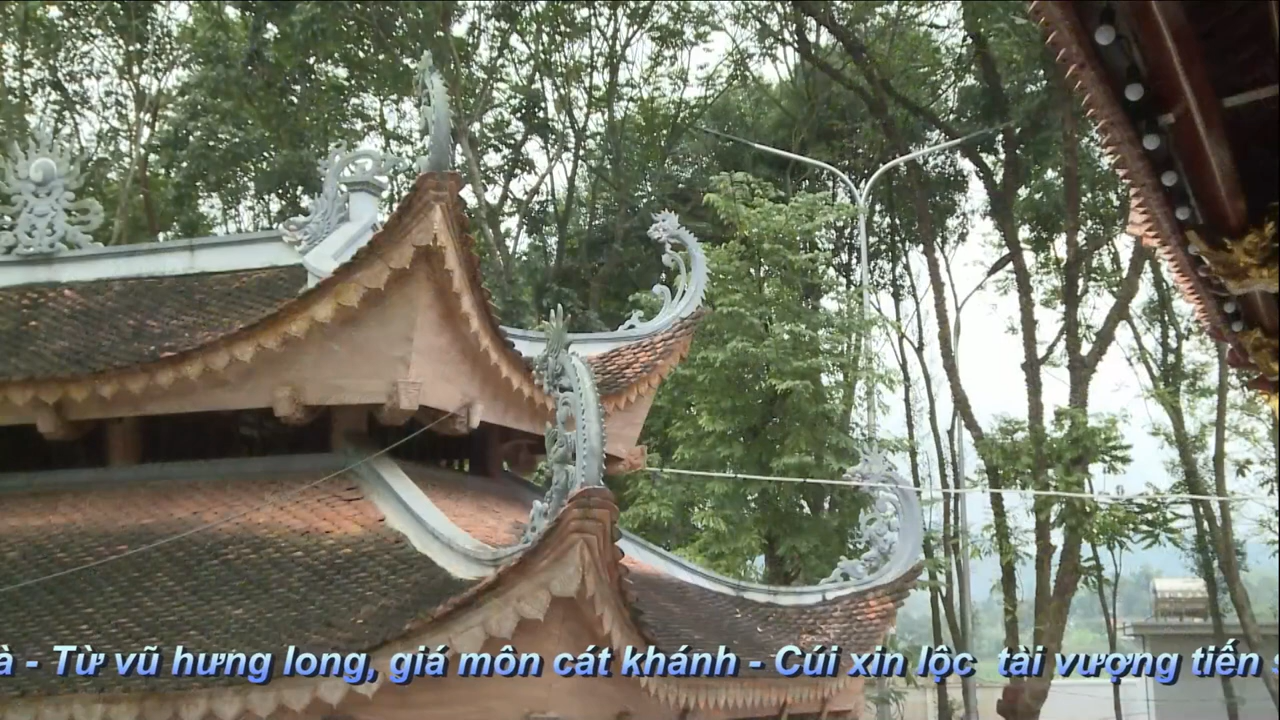 à - Từ vũ hưng long, giá môn cát khánh - Cúi xin lộc tài vượng tiến s